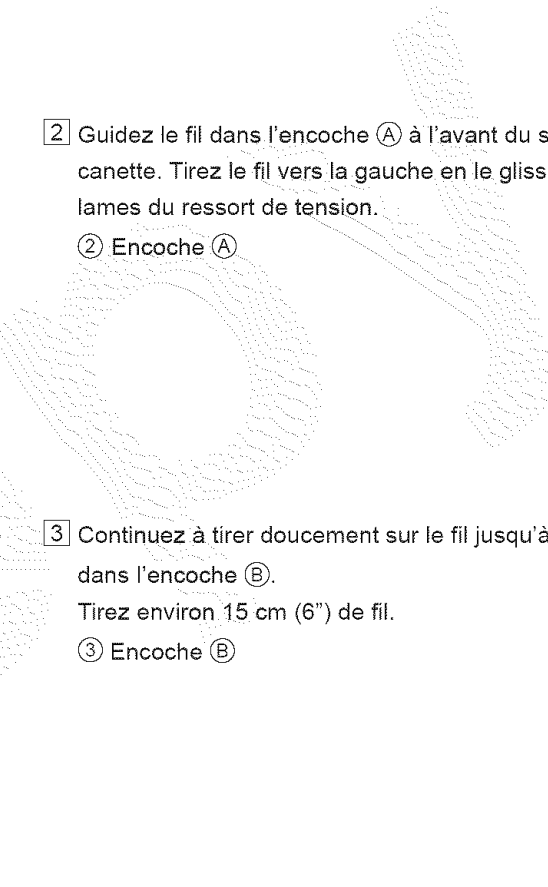 2 Guidez le fil dans l'encoche Ⓐ à l'avant du s
canette. Tirez le fil vers la gauche en le gliss
lames du ressort de tension.
② Encoche Ⓐ
3 Continuez à tirer doucement sur le fil jusqu'à
dans l'encoche Ⓑ.
Tirez environ 15 cm (6") de fil.
③ Encoche Ⓑ